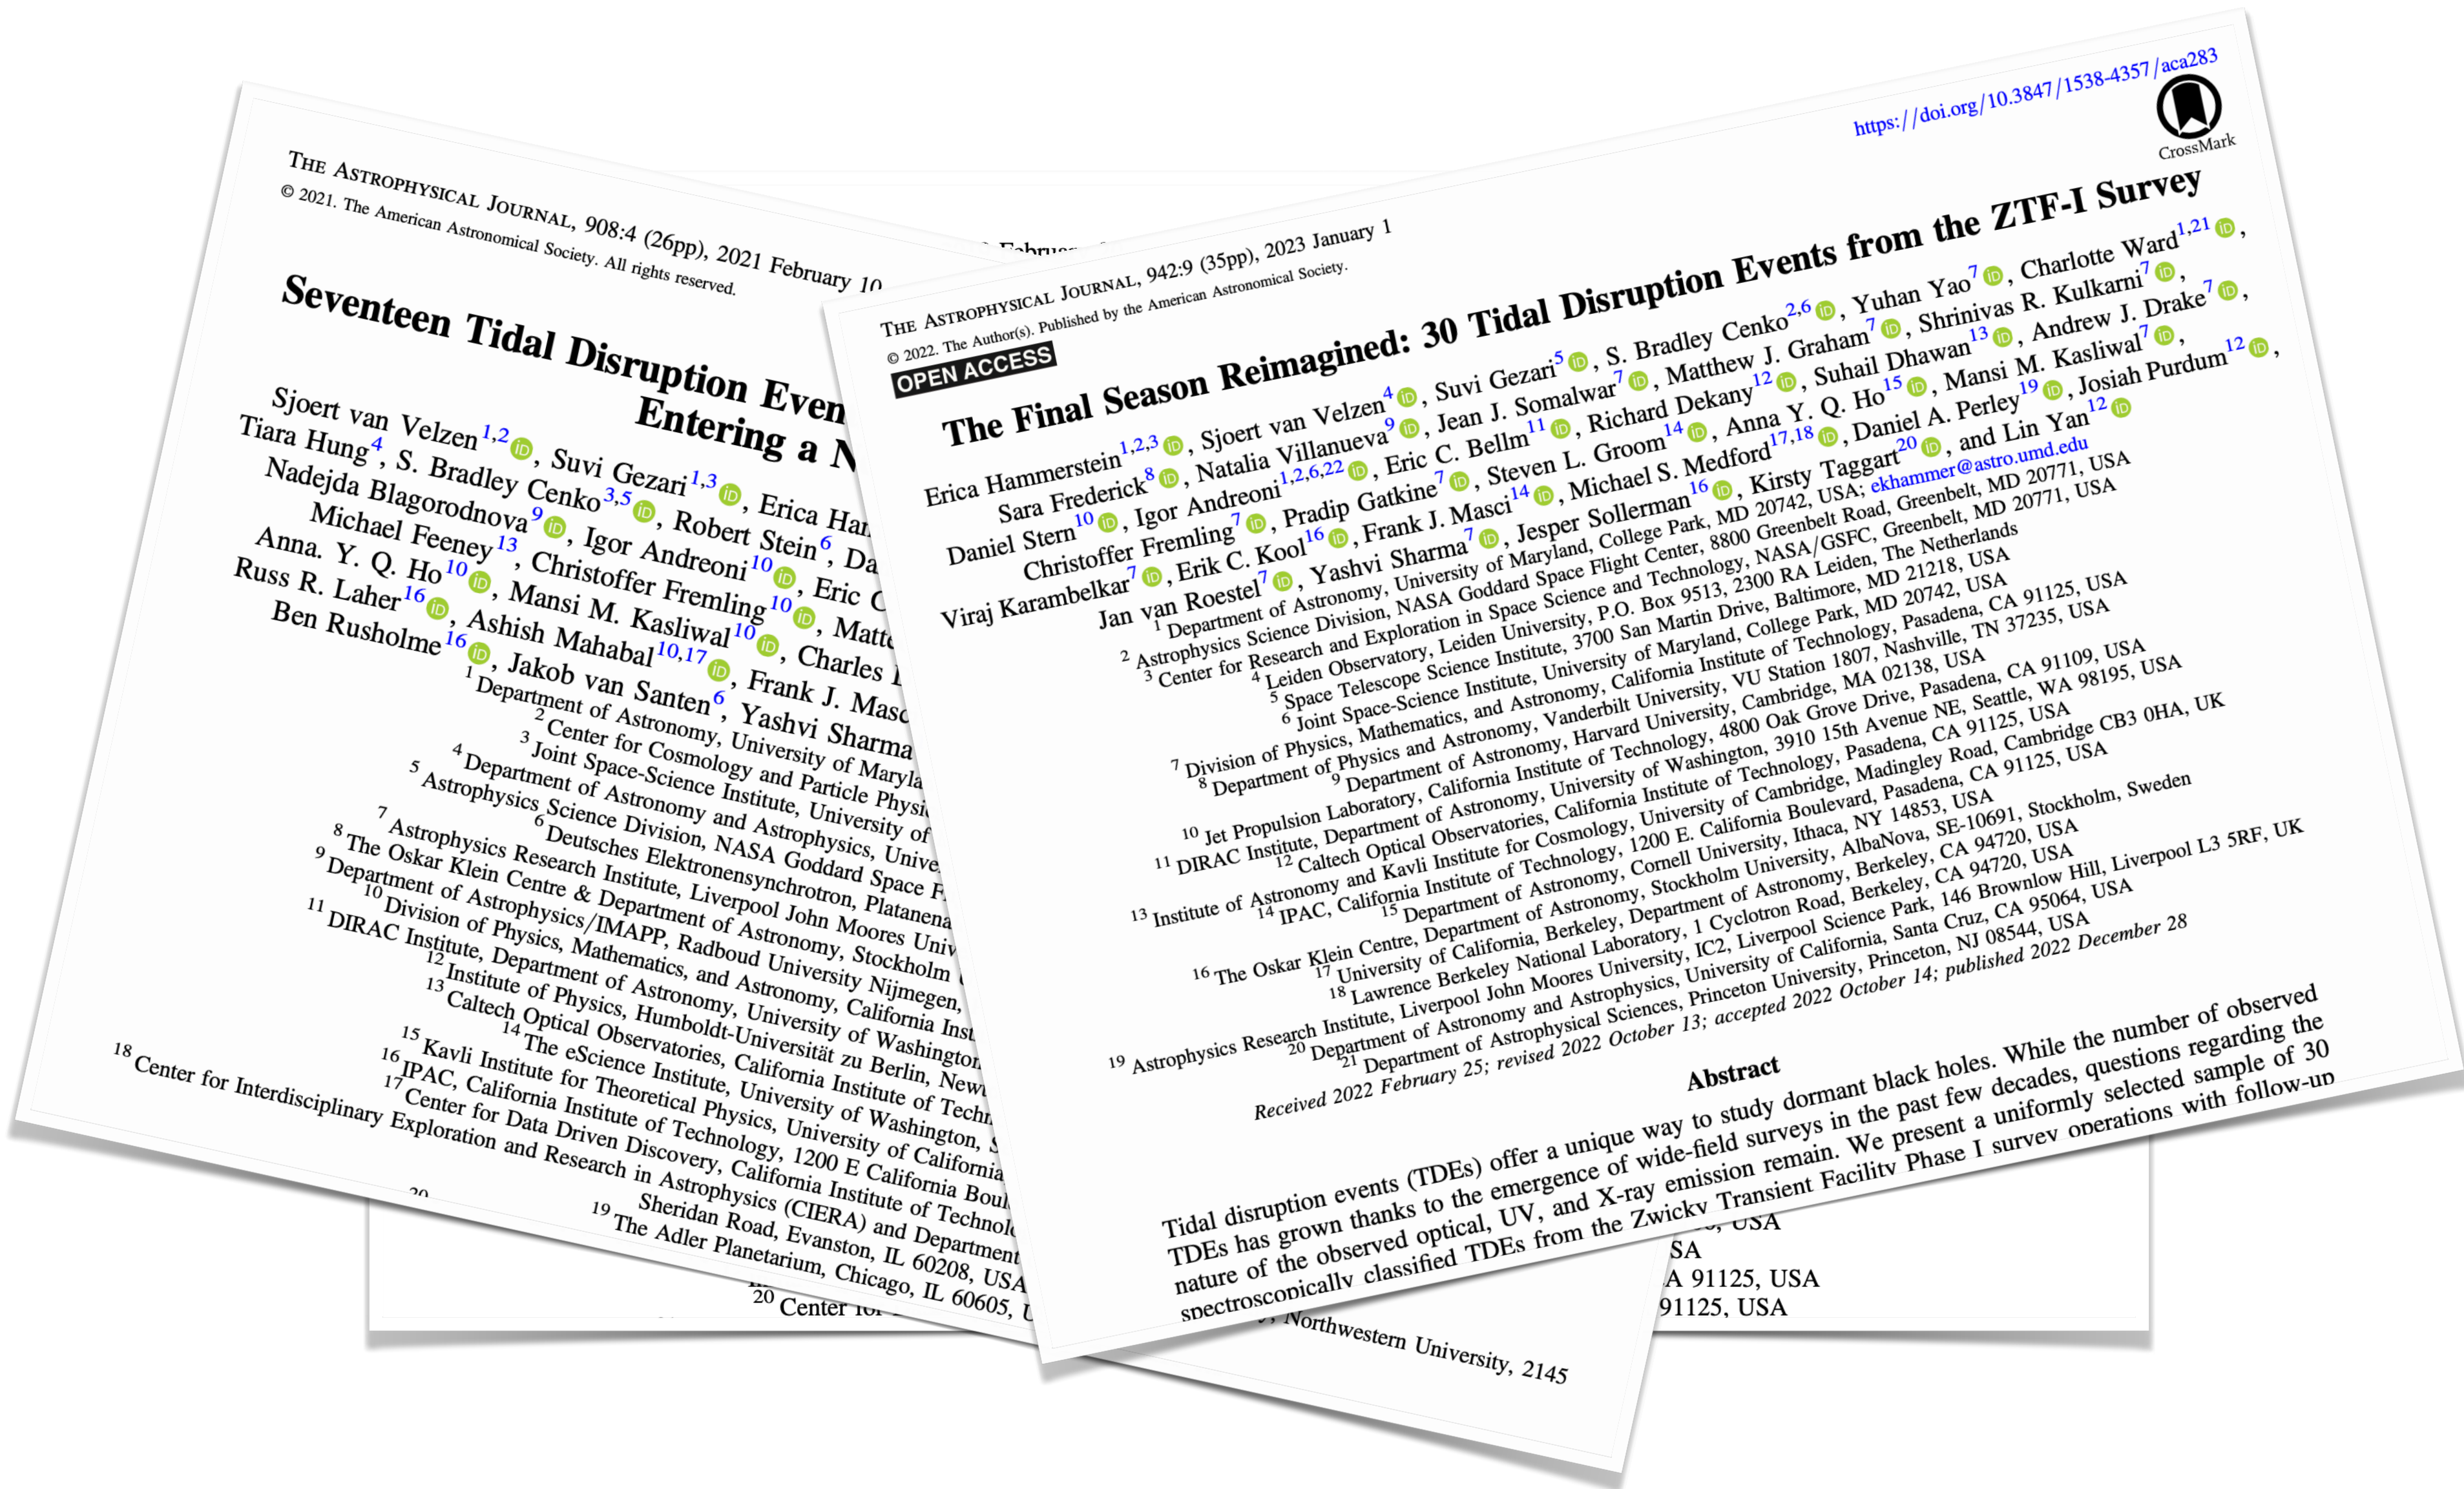 THE ASTROPHYSICAL JOURNAL, 908:4 (26pp), 2021 February 10
© 2021. The American Astronomical Society. All rights reserved.
Seventeen Tidal Disruption Even
Entering a N
Sjoert van Velzen1,2, Suvi Gezari1,3, Erica Han
Tiara Hung4, S. Bradley Cenko3,5, Robert Stein6, Da
Nadejda Blagorodnova9, Igor Andreoni10, Eric C
Michael Feeney13, Christoffer Fremling10, Matte
Anna. Y. Q. Ho10, Mansi M. Kasliwal10, Charles
Russ R. Laher16, Ashish Mahabal10,17, Frank J. Masc
Ben Rusholme16, Jakob van Santen6, Yashvi Sharma
1 Department of Astronomy, University of Maryla
2 Center for Cosmology and Particle Physi
3 Joint Space-Science Institute, University of
4 Department of Astronomy and Astrophysics, Unive
5 Astrophysics Science Division, NASA Goddard Space F
6 Deutsches Elektronensynchrotron, Platanena
7 Astrophysics Research Institute, Liverpool John Moores Univ
8 The Oskar Klein Centre & Department of Astronomy, Stockholm
9 Department of Astrophysics/IMAPP, Radboud University Nijmegen,
10 Division of Physics, Mathematics, and Astronomy, California Inst
11 DIRAC Institute, Department of Astronomy, University of Washington
12 Institute of Physics, Humboldt-Universität zu Berlin, Newt
13 Caltech Optical Observatories, California Institute of Techn
14 The eScience Institute, University of Washington, S
15 Kavli Institute for Theoretical Physics, University of California
16 IPAC, California Institute of Technology, 1200 E California Boul
17 Center for Data Driven Discovery, California Institute of Technolo
18 Center for Interdisciplinary Exploration and Research in Astrophysics (CIERA) and Department
Northwestern University, 2145
Sheridan Road, Evanston, IL 60208, USA
19 The Adler Planetarium, Chicago, IL 60605, U
20
https://doi.org/10.3847/1538-4357/aca283
CrossMark
THE ASTROPHYSICAL JOURNAL, 942:9 (35pp), 2023 January 1
© 2022. The Author(s). Published by the American Astronomical Society.
OPEN ACCESS
The Final Season Reimagined: 30 Tidal Disruption Events from the ZTF-I Survey
Erica Hammerstein1,2,3, Sjoert van Velzen4, Suvi Gezari5, S. Bradley Cenko2,6, Yuhan Yao7, Charlotte Ward1,21,
Sara Frederick8, Natalia Villanueva9, Jean J. Somalwar7, Matthew J. Graham7, Shrinivas R. Kulkarni7,
Daniel Stern10, Igor Andreoni1,2,6,22, Eric C. Bellm11, Richard Dekany12, Suhail Dhawan13, Andrew J. Drake7,
Christoffer Fremling7, Pradip Gatkine7, Steven L. Groom14, Anna Y. Q. Ho15, Mansi M. Kasliwal7,
Viraj Karambelkar7, Erik C. Kool16, Frank J. Masci14, Michael S. Medford17,18, Daniel A. Perley19, Josiah Purdum12,
Jan van Roestel7, Yashvi Sharma7, Jesper Sollerman16, Kirsty Taggart20, and Lin Yan12
1 Department of Astronomy, University of Maryland, College Park, MD 20742, USA; ekhammer@astro.umd.edu
2 Astrophysics Science Division, NASA Goddard Space Flight Center, 8800 Greenbelt Road, Greenbelt, MD 20771, USA
3 Center for Research and Exploration in Space Science and Technology, NASA/GSFC, Greenbelt, MD 20771, USA
4 Leiden Observatory, Leiden University, P.O. Box 9513, 2300 RA Leiden, The Netherlands
5 Space Telescope Science Institute, 3700 San Martin Drive, Baltimore, MD 21218, USA
6 Joint Space-Science Institute, University of Maryland, College Park, MD 20742, USA
7 Division of Physics, Mathematics, and Astronomy, California Institute of Technology, Pasadena, CA 91125, USA
8 Department of Physics and Astronomy, Vanderbilt University, VU Station 1807, Nashville, TN 37235, USA
9 Department of Astronomy, Harvard University, Cambridge, MA 02138, USA
10 Jet Propulsion Laboratory, California Institute of Technology, 4800 Oak Grove Drive, Pasadena, CA 91109, USA
11 DIRAC Institute, Department of Astronomy, University of Washington, 3910 15th Avenue NE, Seattle, WA 98195, USA
12 Caltech Optical Observatories, California Institute of Technology, Pasadena, CA 91125, USA
13 Institute of Astronomy and Kavli Institute for Cosmology, University of Cambridge, Madingley Road, Cambridge CB3 0HA, UK
14 IPAC, California Institute of Technology, 1200 E. California Boulevard, Pasadena, CA 91125, USA
15 Department of Astronomy, Cornell University, Ithaca, NY 14853, USA
16 The Oskar Klein Centre, Department of Astronomy, Stockholm University, AlbaNova, SE-10691, Stockholm, Sweden
17 University of California, Berkeley, Department of Astronomy, Berkeley, CA 94720, USA
18 Lawrence Berkeley National Laboratory, 1 Cyclotron Road, Berkeley, CA 94720, USA
19 Astrophysics Research Institute, Liverpool John Moores University, IC2, Liverpool Science Park, 146 Brownlow Hill, Liverpool L3 5RF, UK
20 Department of Astronomy and Astrophysics, University of California, Santa Cruz, CA 95064, USA
21 Department of Astrophysical Sciences, Princeton University, Princeton, NJ 08544, USA
Received 2022 February 25; revised 2022 October 13; accepted 2022 October 14; published 2022 December 28
Abstract
Tidal disruption events (TDEs) offer a unique way to study dormant black holes. While the number of observed
TDEs has grown thanks to the emergence of wide-field surveys in the past few decades, questions regarding the
nature of the observed optical, UV, and X-ray emission remain. We present a uniformly selected sample of 30
spectroscopically classified TDEs from the Zwicky Transient Facility Phase I survey operations with follow-up
USA
SA
A 91125, USA
20 Center for
91125, USA